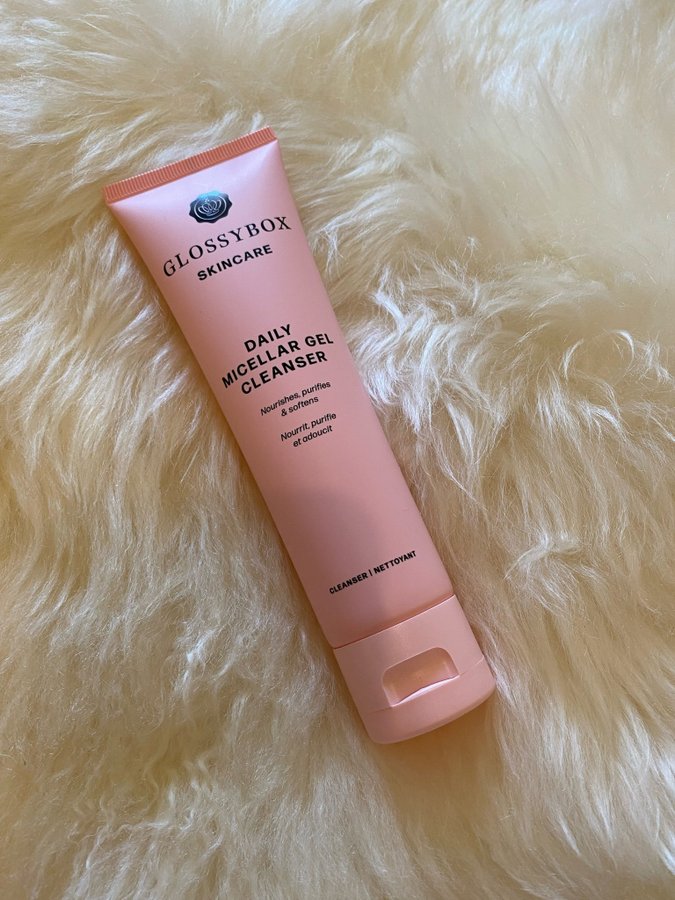 GLOSSYBOX
SKINCARE
DAILY
MICELLAR GEL
CLEANSER
Nourishes, purifies
& softens
Nourrit, purifie
et adoucit
CLEANSER | NETTOYANT